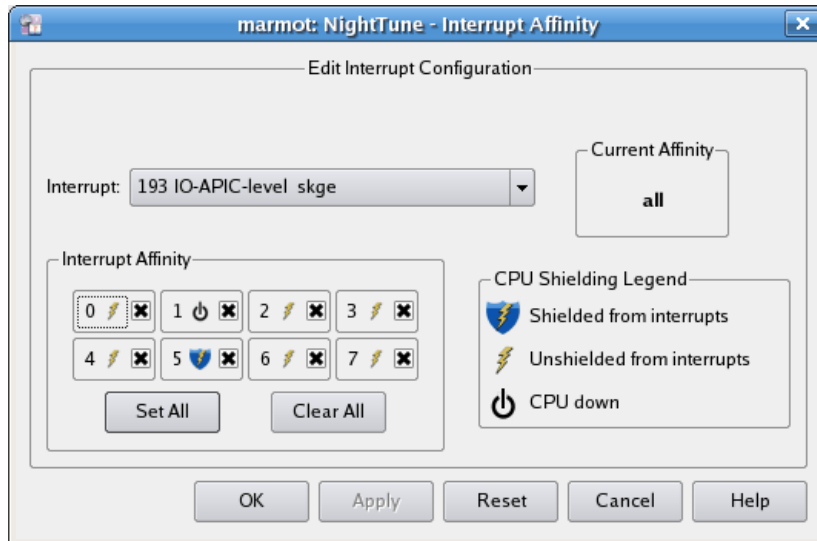 marmot: NightTune - Interrupt Affinity
Edit Interrupt Configuration
Current Affinity
Interrupt: 193 IO-APIC-level skge
all
Interrupt Affinity
CPU Shielding Legend
0 1 2 3
Shielded from interrupts
4 5 6 7
Unshielded from interrupts
CPU down
Set All Clear All
OK Apply Reset Cancel Help